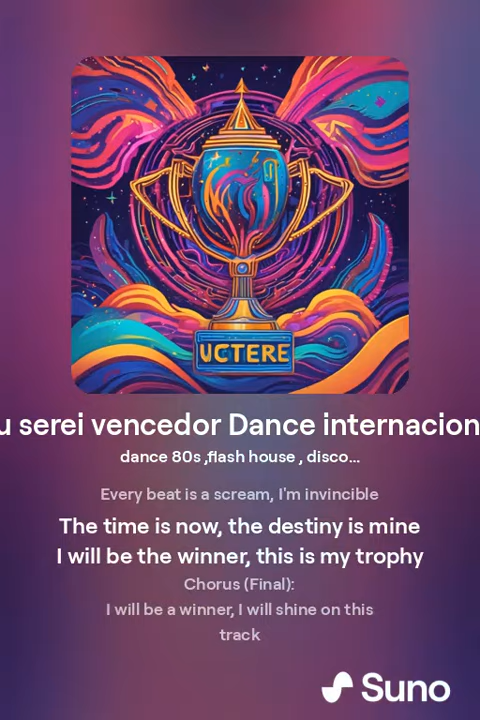 UCTERE
u serei vencedor Dance internacion
dance 80s ,flash house , disco...
Every beat is a scream, I'm invincible
The time is now, the destiny is mine
I will be the winner, this is my trophy
Chorus (Final):
I will be a winner, I will shine on this
track
Suno